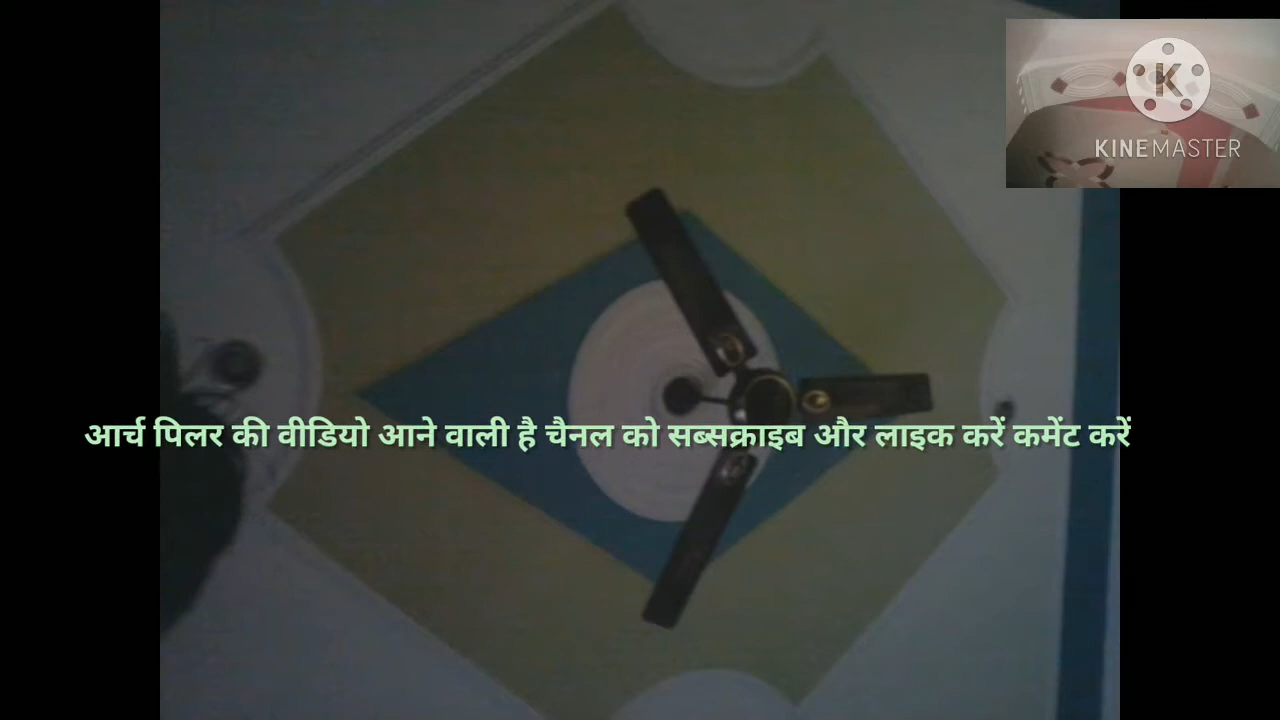 KINEMASTER
आर्च पिलर की वीडियो आने वाली है चैनल को सब्सक्राइब और लाइक करें कमेंट करें